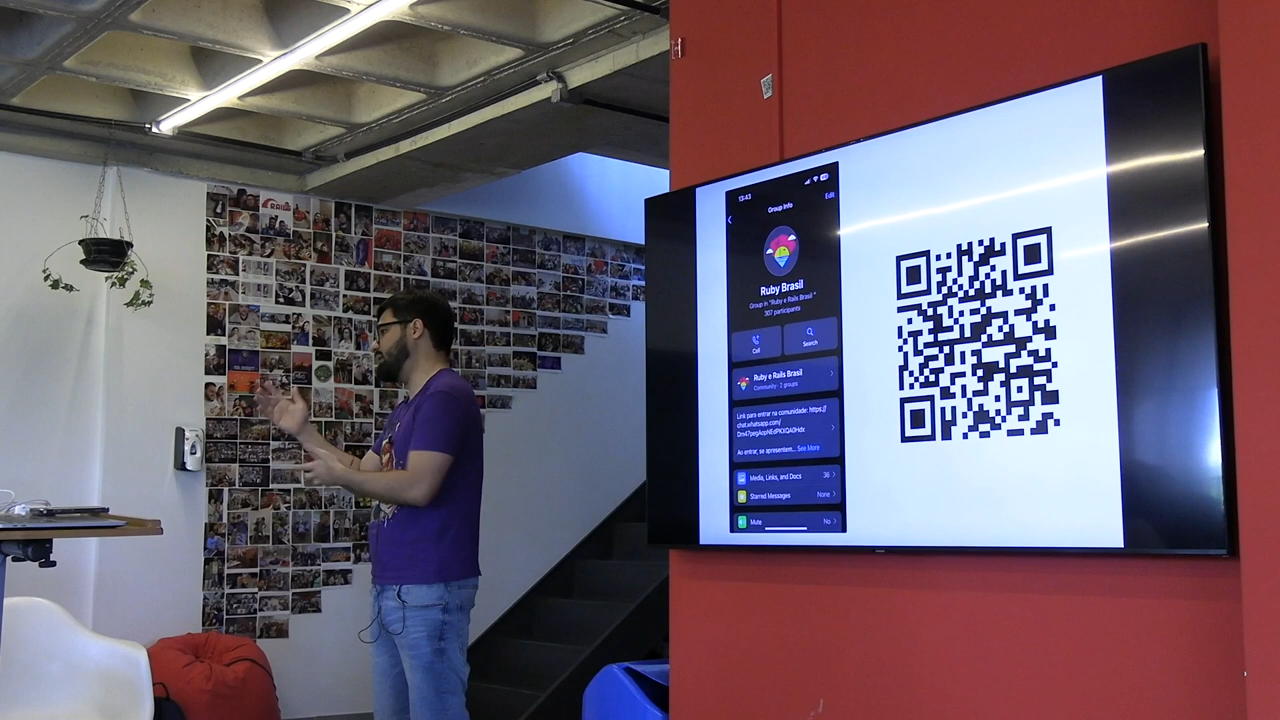 RAILS
13:43
Edit
Group Info
Ruby Brasil
Group in "Ruby e Rails Brasil "
307 participants
Call
Search
Ruby e Rails Brasil
Community · 2 groups
Link para entrar na comunidade: https://
chat.whatsapp.com/
Ao entrar, se apresentem... See More
Media, Links, and Docs
36
Starred Messages
None
Mute
No